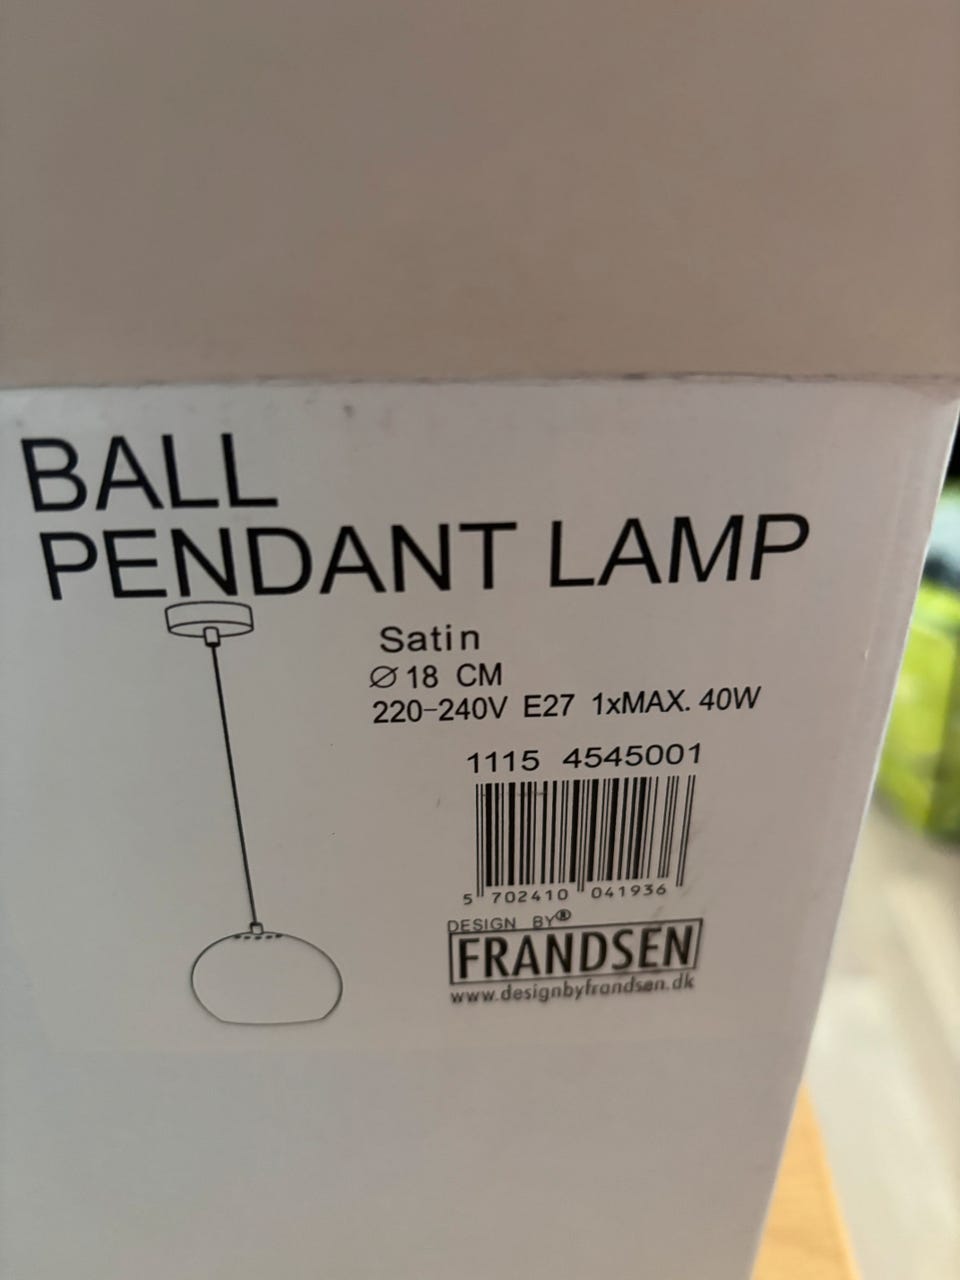 BALL
PENDANT LAMP
Satin
Ø 18 CM
220-240V E27 1xMAX. 40W
1115 4545001
5 702410 041936
DESIGN BY®
FRANDSEN
www.designbyfrandsen.dk